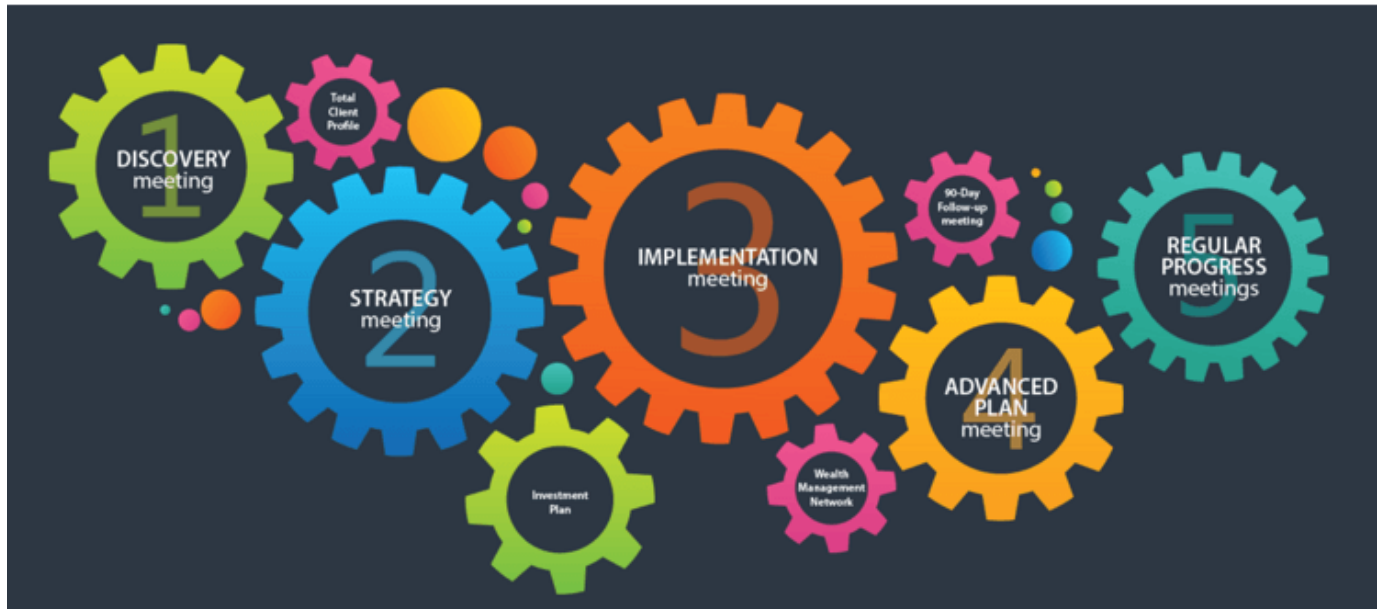 1
DISCOVERY
meeting
Total
Client
Profile
2
STRATEGY
meeting
Investment
Plan
3
IMPLEMENTATION
meeting
90-Day
Follow-up
meeting
Wealth
Management
Network
4
ADVANCED
PLAN
meeting
5
REGULAR
PROGRESS
meetings